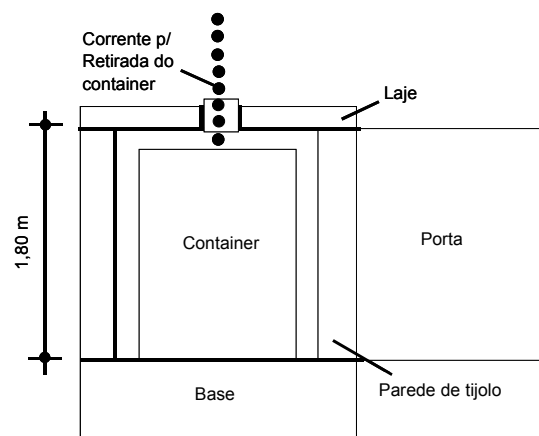 Corrente p/
Retirada do
container
Laje
1,80 m
Container
Porta
Parede de tijolo
Base